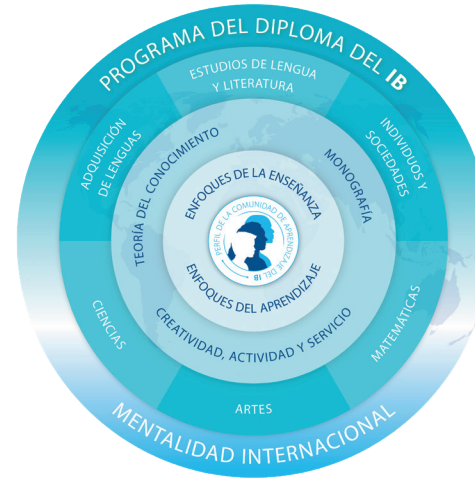 PROGRAMA DEL DIPLOMA DEL IB
ESTUDIOS DE LENGUA
Y LITERATURA
ADQUISICIÓN
DE LENGUAS
INDIVIDUOS Y
SOCIEDADES
TEORÍA DEL CONOCIMIENTO
MONOGRAFÍA
ENFOQUES DE LA ENSEÑANZA
PERFIL DE LA COMUNIDAD DE APRENDIZAJE DEL IB
ENFOQUES DEL APRENDIZAJE
CREATIVIDAD, ACTIVIDAD Y SERVICIO
CIENCIAS
MATEMÁTICAS
ARTES
MENTALIDAD INTERNACIONAL